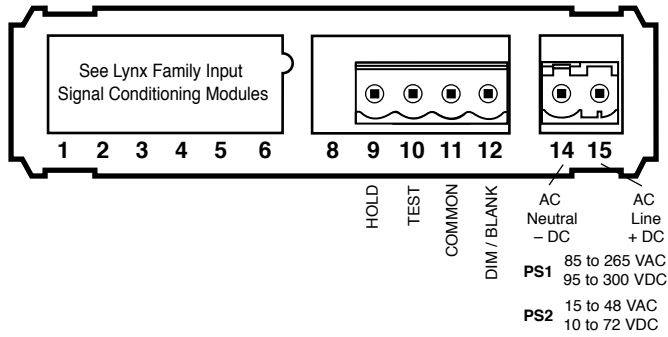 See Lynx Family Input
Signal Conditioning Modules
1 2 3 4 5 6 8 9 10 11 12 14 15
HOLD
TEST
COMMON
DIM / BLANK
AC
Neutral
– DC
AC
Line
+ DC
PS1 85 to 265 VAC
95 to 300 VDC
PS2 15 to 48 VAC
10 to 72 VDC